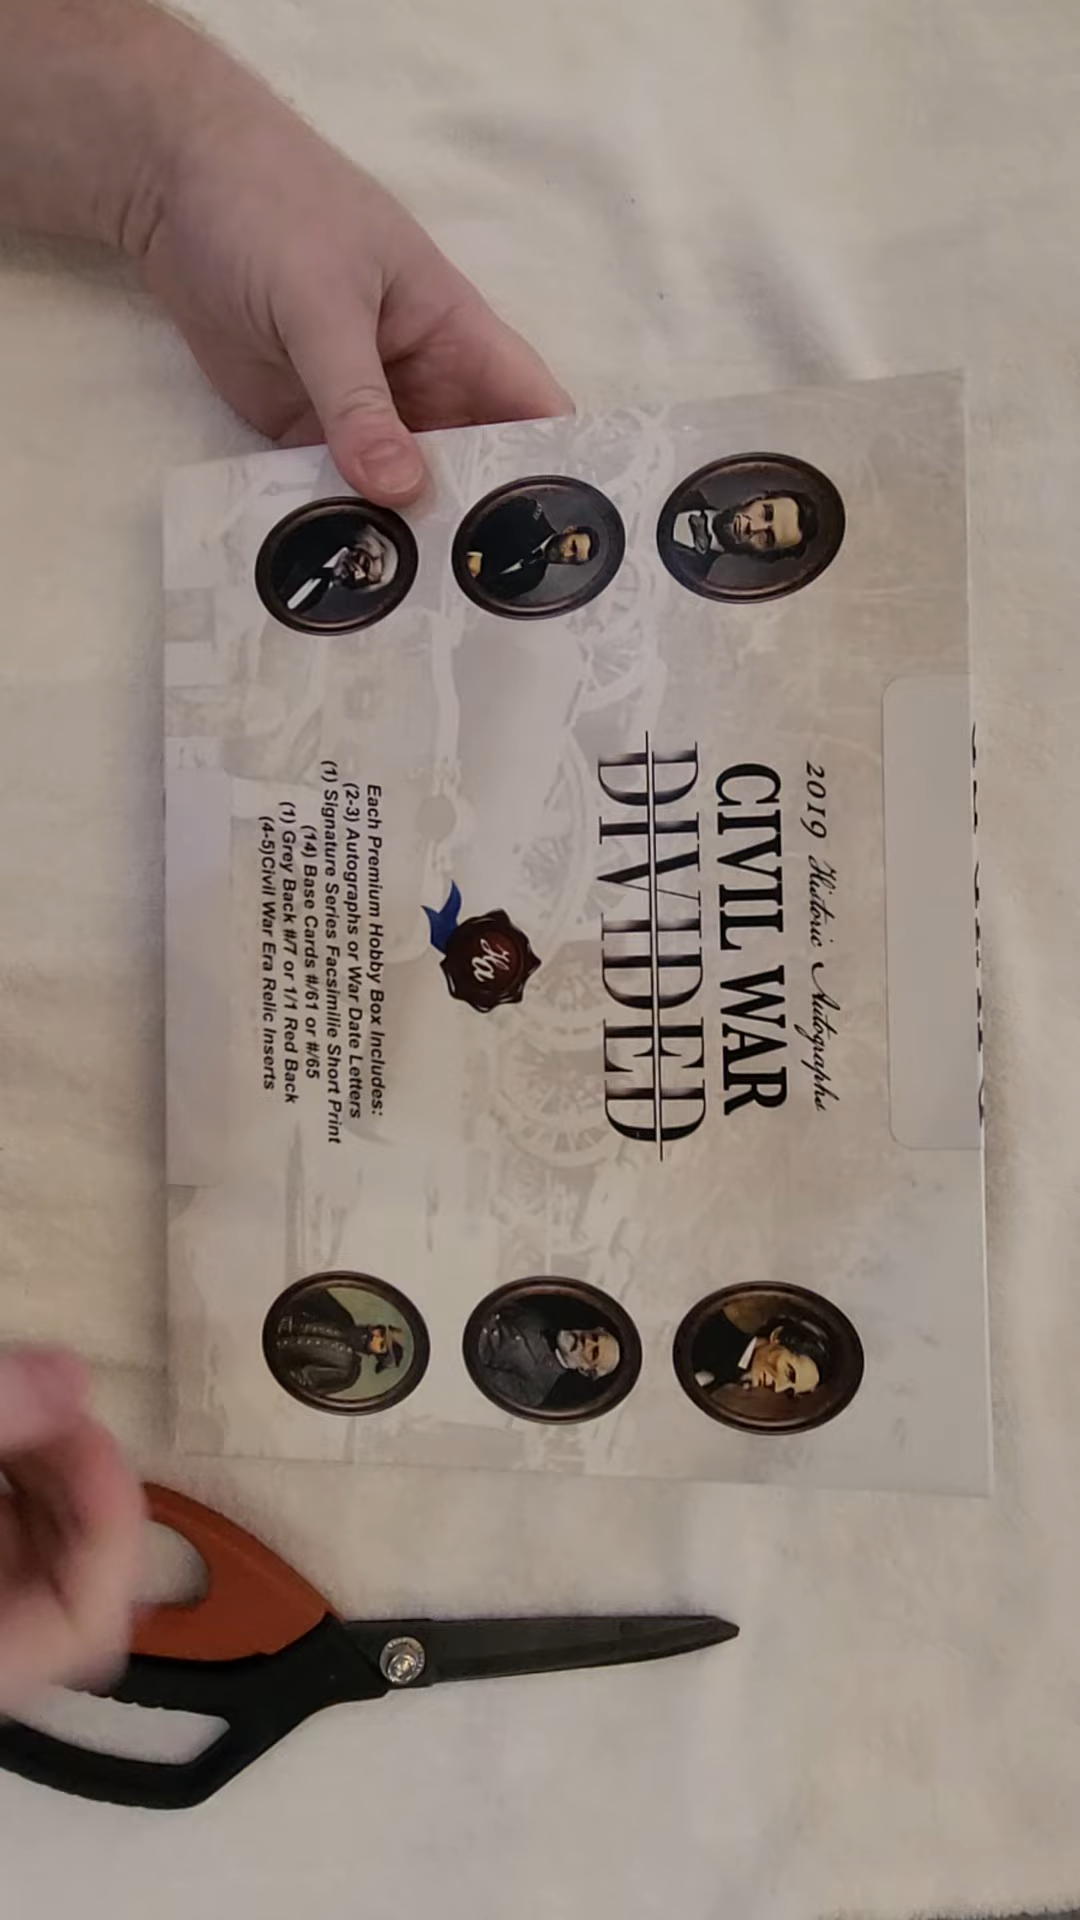 2019 Historic Autographs
CIVIL WAR
DIVIDED
Ha
Each Premium Hobby Box Includes:
(2-3) Autographs or War Date Letters
(1) Signature Series Facsimilie Short Print
(14) Base Cards #/61 or #/65
(1) Grey Back #/7 or 1/1 Red Back
(4-5)Civil War Era Relic Inserts